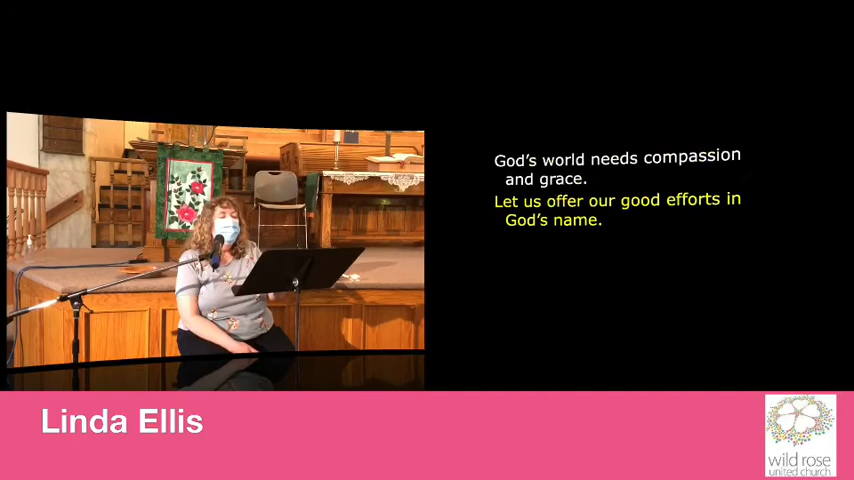 God's world needs compassion
and grace.
Let us offer our good efforts in
God's name.
Linda Ellis
wild rose
united church